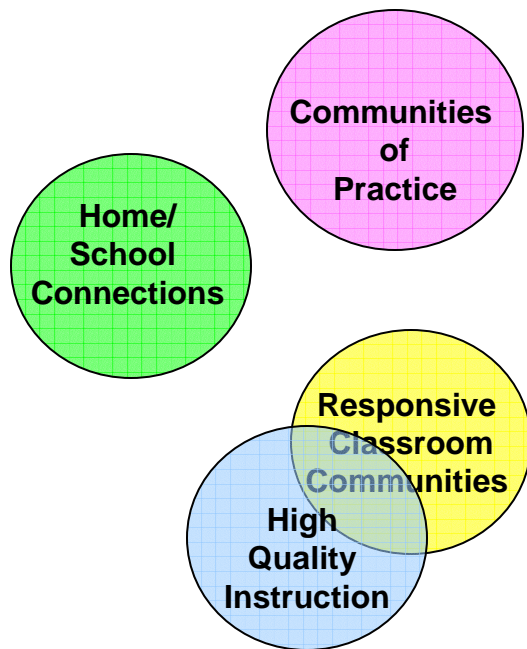 Communities
of
Practice
Home/
School
Connections
Responsive
Classroom
Communities
High
Quality
Instruction